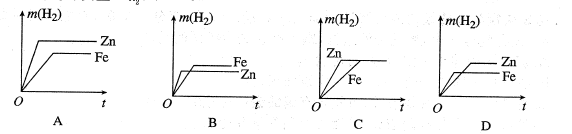 m(H₂) m(H₂) m(H₂) m(H₂)
Zn Fe Zn Zn
Fe Zn Fe Fe
O t O t O t O t
A B C D